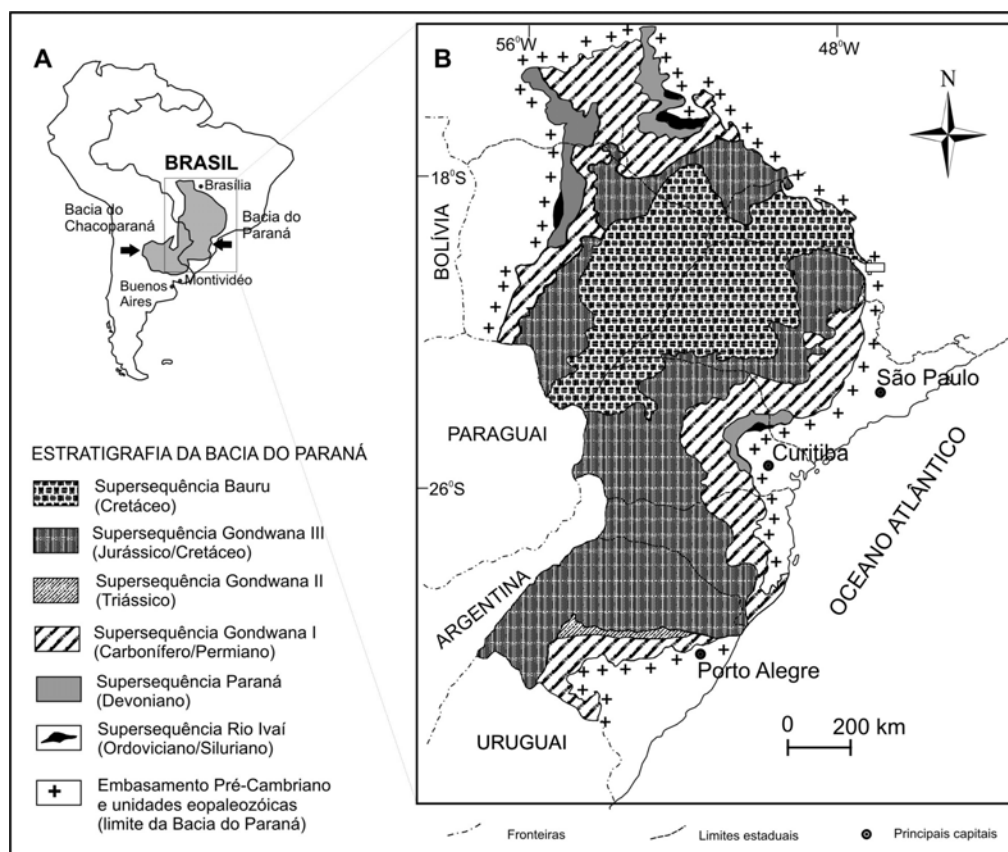 A
BRASIL
Brasília
Bacia do
Chacoparaná
Bacia do
Paraná
Montividéo
Buenos
Aires
ESTRATIGRAFIA DA BACIA DO PARANÁ
Supersequência Bauru
(Cretáceo)
Supersequência Gondwana III
(Jurássico/Cretáceo)
Supersequência Gondwana II
(Triássico)
Supersequência Gondwana I
(Carbonífero/Permiano)
Supersequência Paraná
(Devoniano)
Supersequência Rio Ivaí
(Ordoviciano/Siluriano)
Embasamento Pré-Cambriano
e unidades eopaleozóicas
(limite da Bacia do Paraná)
56°W
48°W
B
N
18°S
BOLÍVIA
São Paulo
PARAGUAI
Curitiba
26°S
OCEANO ATLÂNTICO
ARGENTINA
Porto Alegre
URUGUAI
0 200 km
Fronteiras
Limites estaduais
Principais capitais